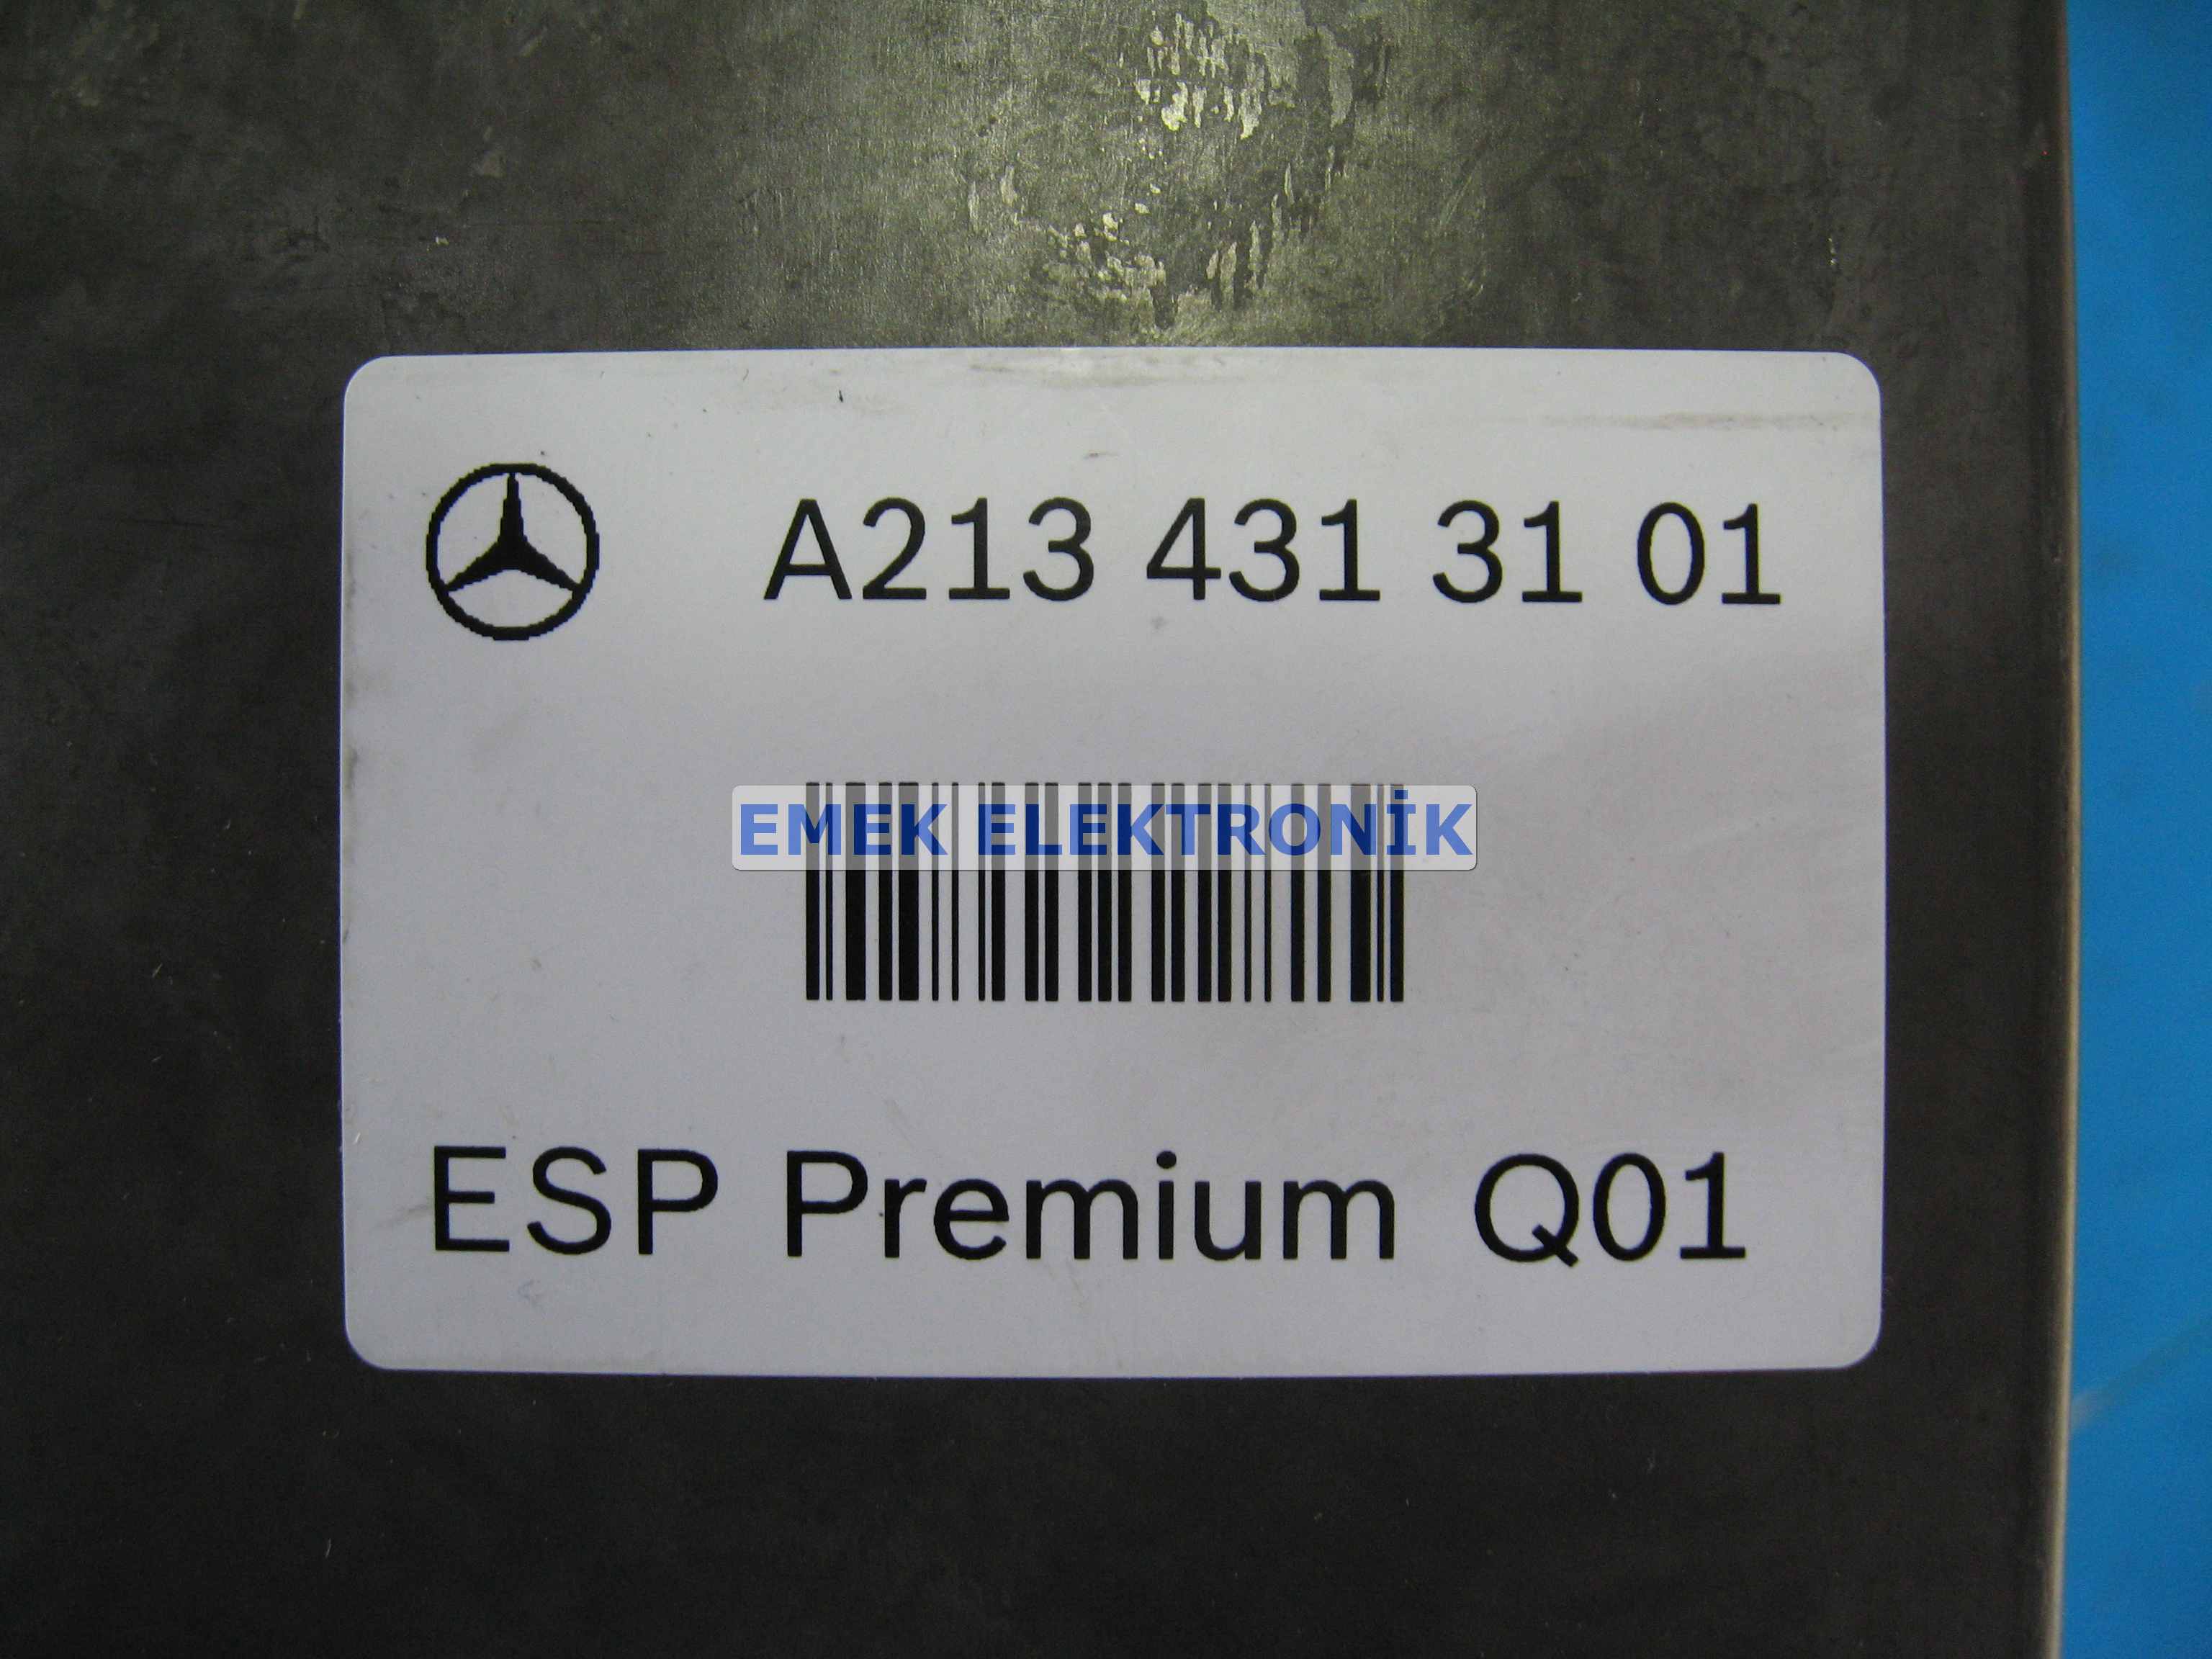 A213 431 31 01
EMEK ELEKTRONİK
ESP Premium Q01